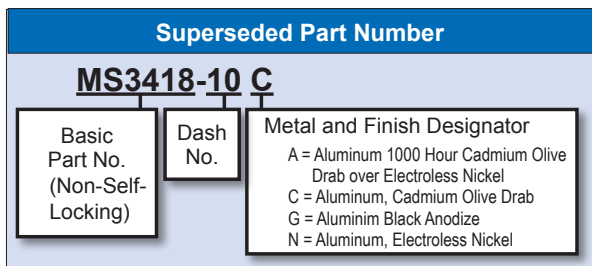 Superseded Part Number
MS3418-10 C
Basic
Part No.
(Non-Self-
Locking)
Dash
No.
Metal and Finish Designator
A = Aluminum 1000 Hour Cadmium Olive
Drab over Electroless Nickel
C = Aluminum, Cadmium Olive Drab
G = Aluminim Black Anodize
N = Aluminum, Electroless Nickel